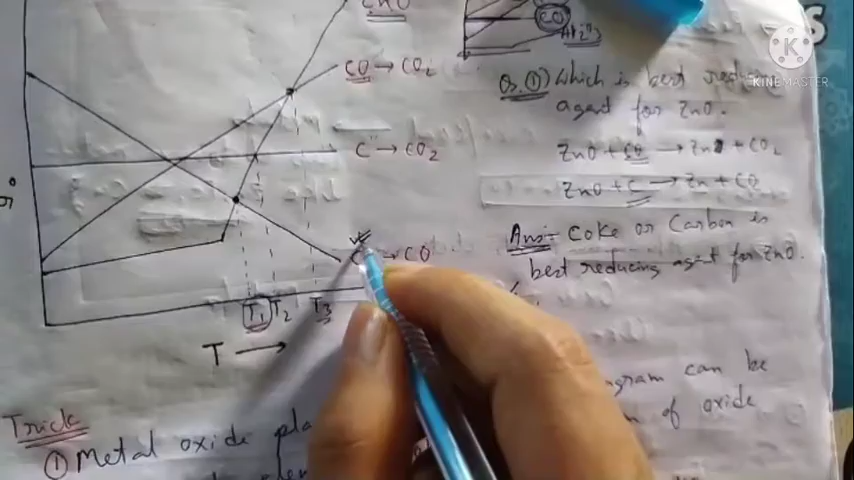 ZnO
CO → CO2
C → CO2
C → CO
G°
T1 T2 T3
T →
CO
Qs. ① Which is best reducing
agent for ZnO.
ZnO + CO → Zn + CO2
ZnO + C → Zn + CO
Ans:- Coke or Carbon is
best reducing agent for ZnO.
can be
of oxide
Trick
① Metal oxide
KINEMASTER